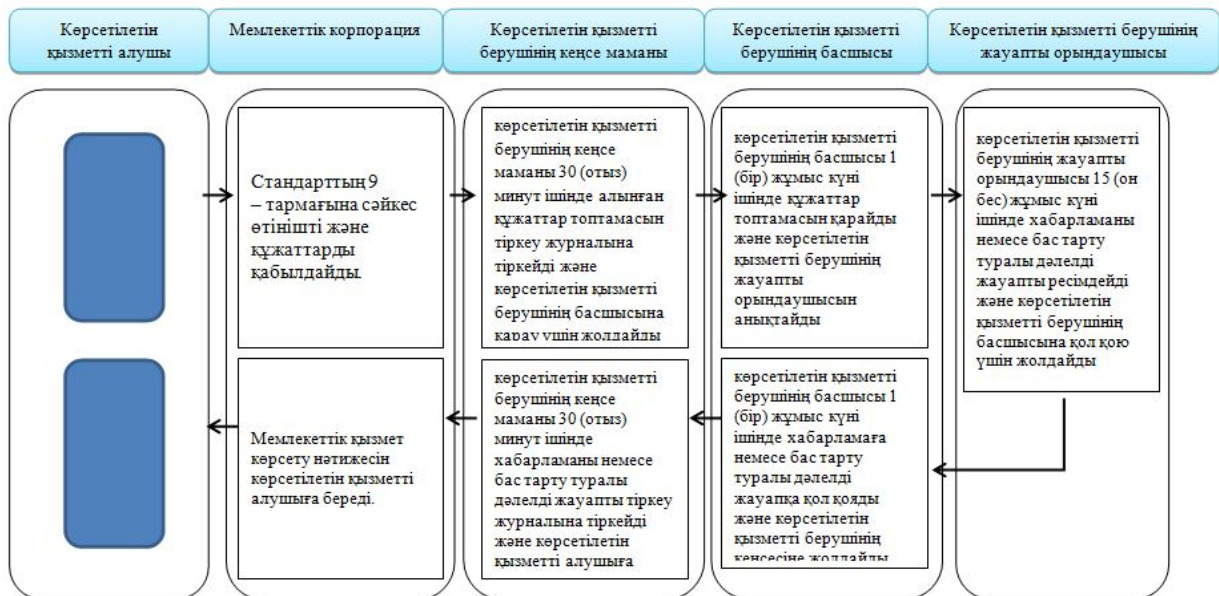 Көрсетілетін
қызметті алушы
Мемлекеттік корпорация
Көрсетілетін қызметті
берушінің кеңсе маманы
Көрсетілетін қызметті
берушінің басшысы
Көрсетілетін қызметті берушінің
жауапты орындаушысы
Стандарттың 9
– тармағына сәйкес
өтінішті және
құжаттарды
қабылдайды.
көрсетілетін қызметті
берушінің кеңсе
маманы 30 (отыз)
минут ішінде алынған
құжаттар топтамасын
тіркеу журналына
тіркейді және
көрсетілетін қызметті
берушінің басшысына
қарау үшін жолдайды
көрсетілетін қызметті
берушінің басшысы 1
(бір) жұмыс күні
ішінде құжаттар
топтамасын қарайды
және көрсетілетін
қызметті берушінің
жауапты
орындаушысын
анықтайды
көрсетілетін қызметті
берушінің жауапты
орындаушысы 15 (он
бес) жұмыс күні
ішінде хабарламаны
немесе бас тарту
туралы дәлелді
жауапты ресімдейді
және көрсетілетін
қызметті берушінің
басшысына қол қою
үшін жолдайды
Мемлекеттік қызмет
көрсету нәтижесін
көрсетілетін қызметті
алушыға береді.
көрсетілетін қызметті
берушінің кеңсе
маманы 30 (отыз)
минут ішінде
хабарламаны немесе
бас тарту туралы
дәлелді жауапты тіркеу
журналына тіркейді
және көрсетілетін
қызметті алушыға
көрсетілетін қызметті
берушінің басшысы 1
(бір) жұмыс күні
ішінде хабарламаға
немесе бас тарту
туралы дәлелді
жауапқа қол қояды
және көрсетілетін
қызметті берушінің
кеңсесіне жолдайды